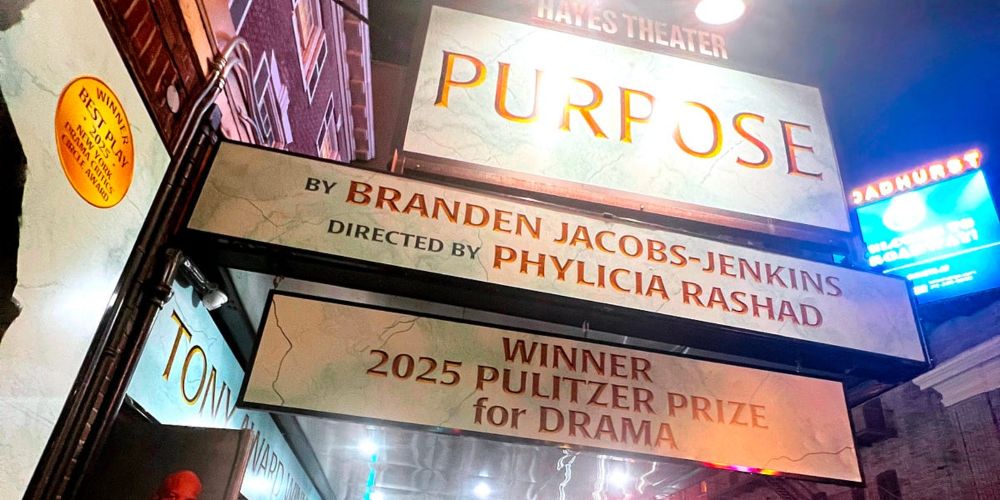 HAYES THEATER
PURPOSE
BY BRANDEN JACOBS-JENKINS
DIRECTED BY PHYLICIA RASHAD
WINNER
2025 PULITZER PRIZE
for DRAMA
WINNER
BEST PLAY
• 2025 •
NEW YORK
DRAMA CRITICS'
CIRCLE
AWARD
TONY